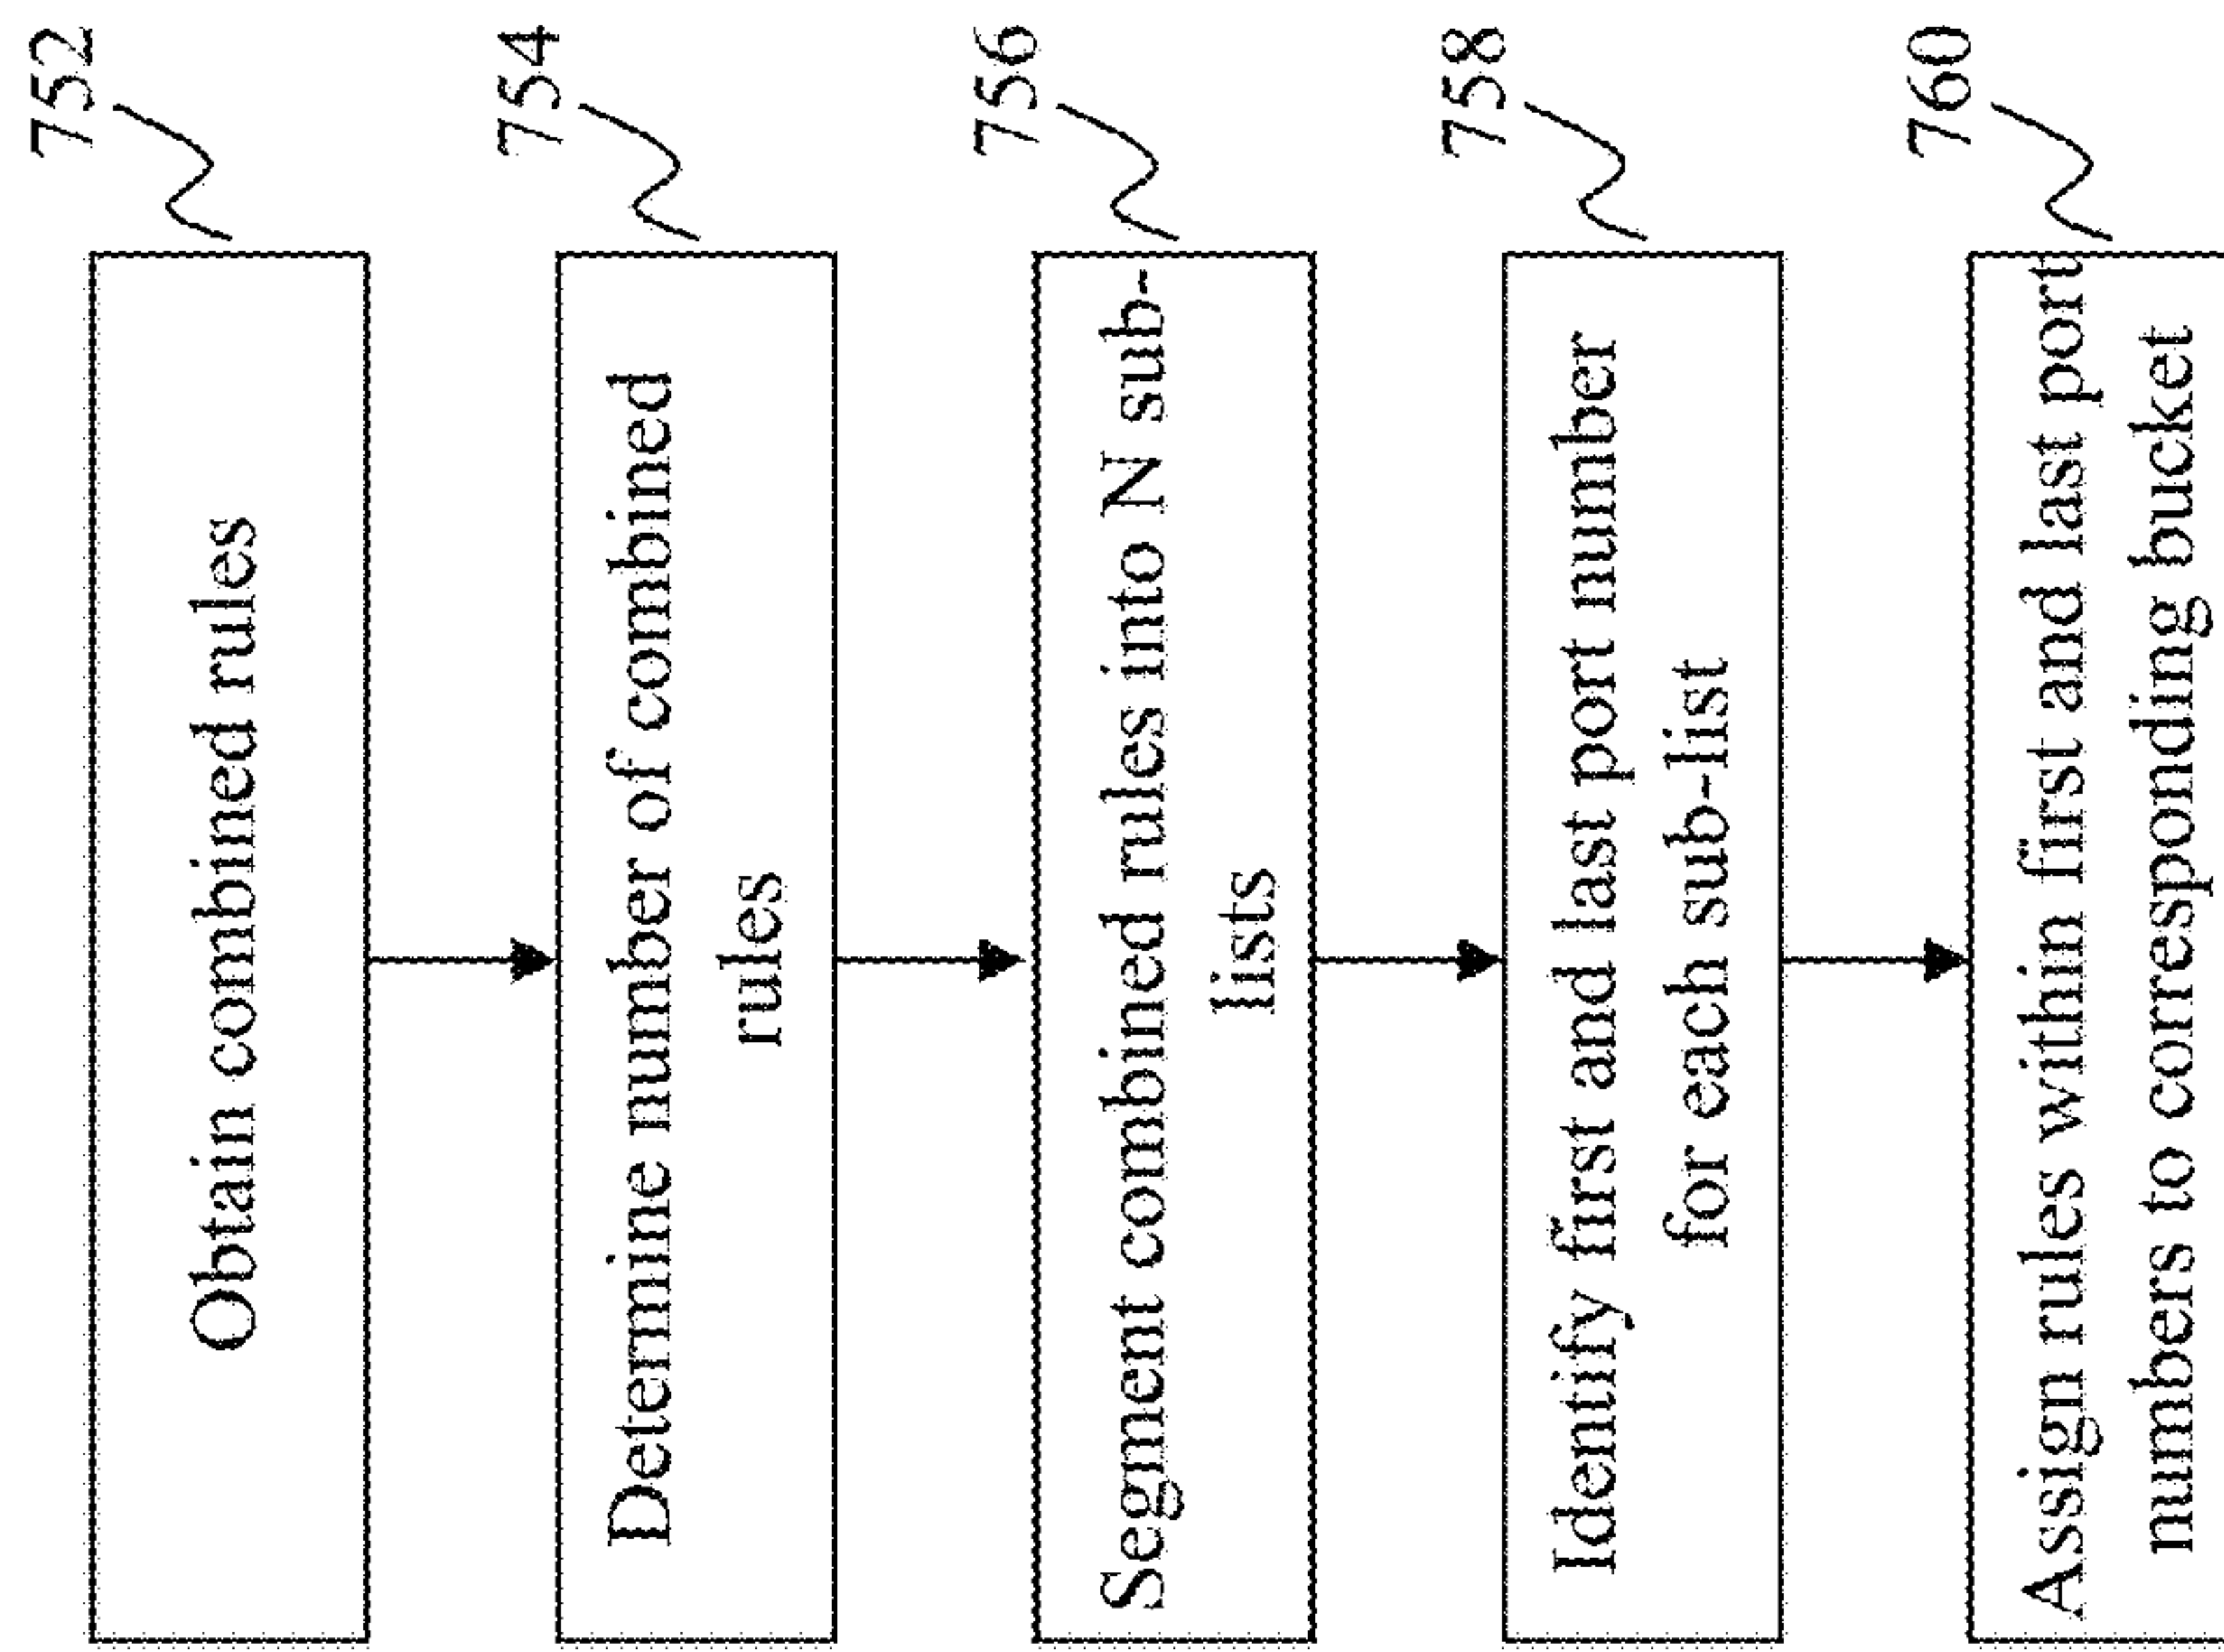 752
Obtain combined rules
754
Determine number of combined
rules
756
Segment combined rules into N sub-
lists
758
Identify first and last port number
for each sub-list
760
Assign rules within first and last port
numbers to corresponding bucket